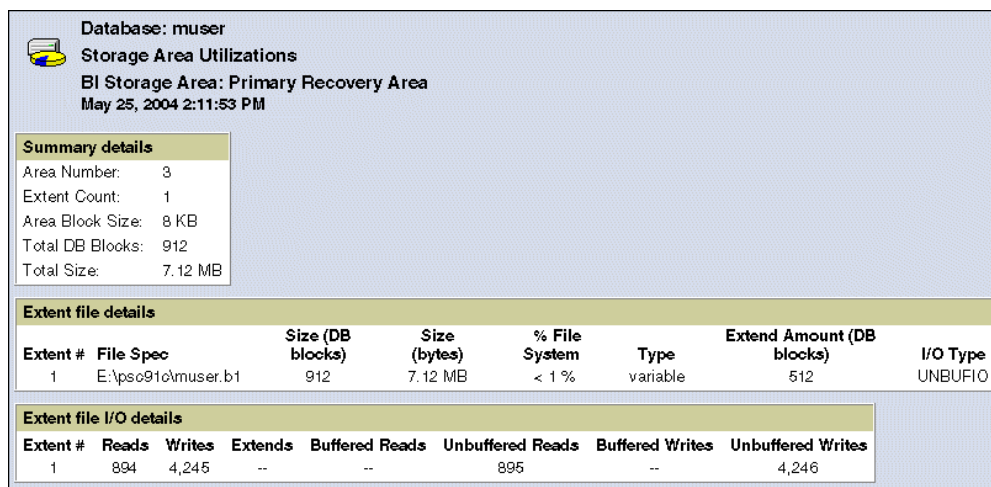 Database: muser
Storage Area Utilizations
BI Storage Area: Primary Recovery Area
May 25, 2004 2:11:53 PM
Summary details
Area Number: 3
Extent Count: 1
Area Block Size: 8 KB
Total DB Blocks: 912
Total Size: 7.12 MB
Extent file details
Extent # File Spec Size (DB blocks) Size (bytes) % File System Type Extend Amount (DB blocks) I/O Type
1 E:\psc91c\muser.b1 912 7.12 MB < 1 % variable 512 UNBUFIO
Extent file I/O details
Extent # Reads Writes Extends Buffered Reads Unbuffered Reads Buffered Writes Unbuffered Writes
1 894 4,245 -- -- 895 -- 4,246